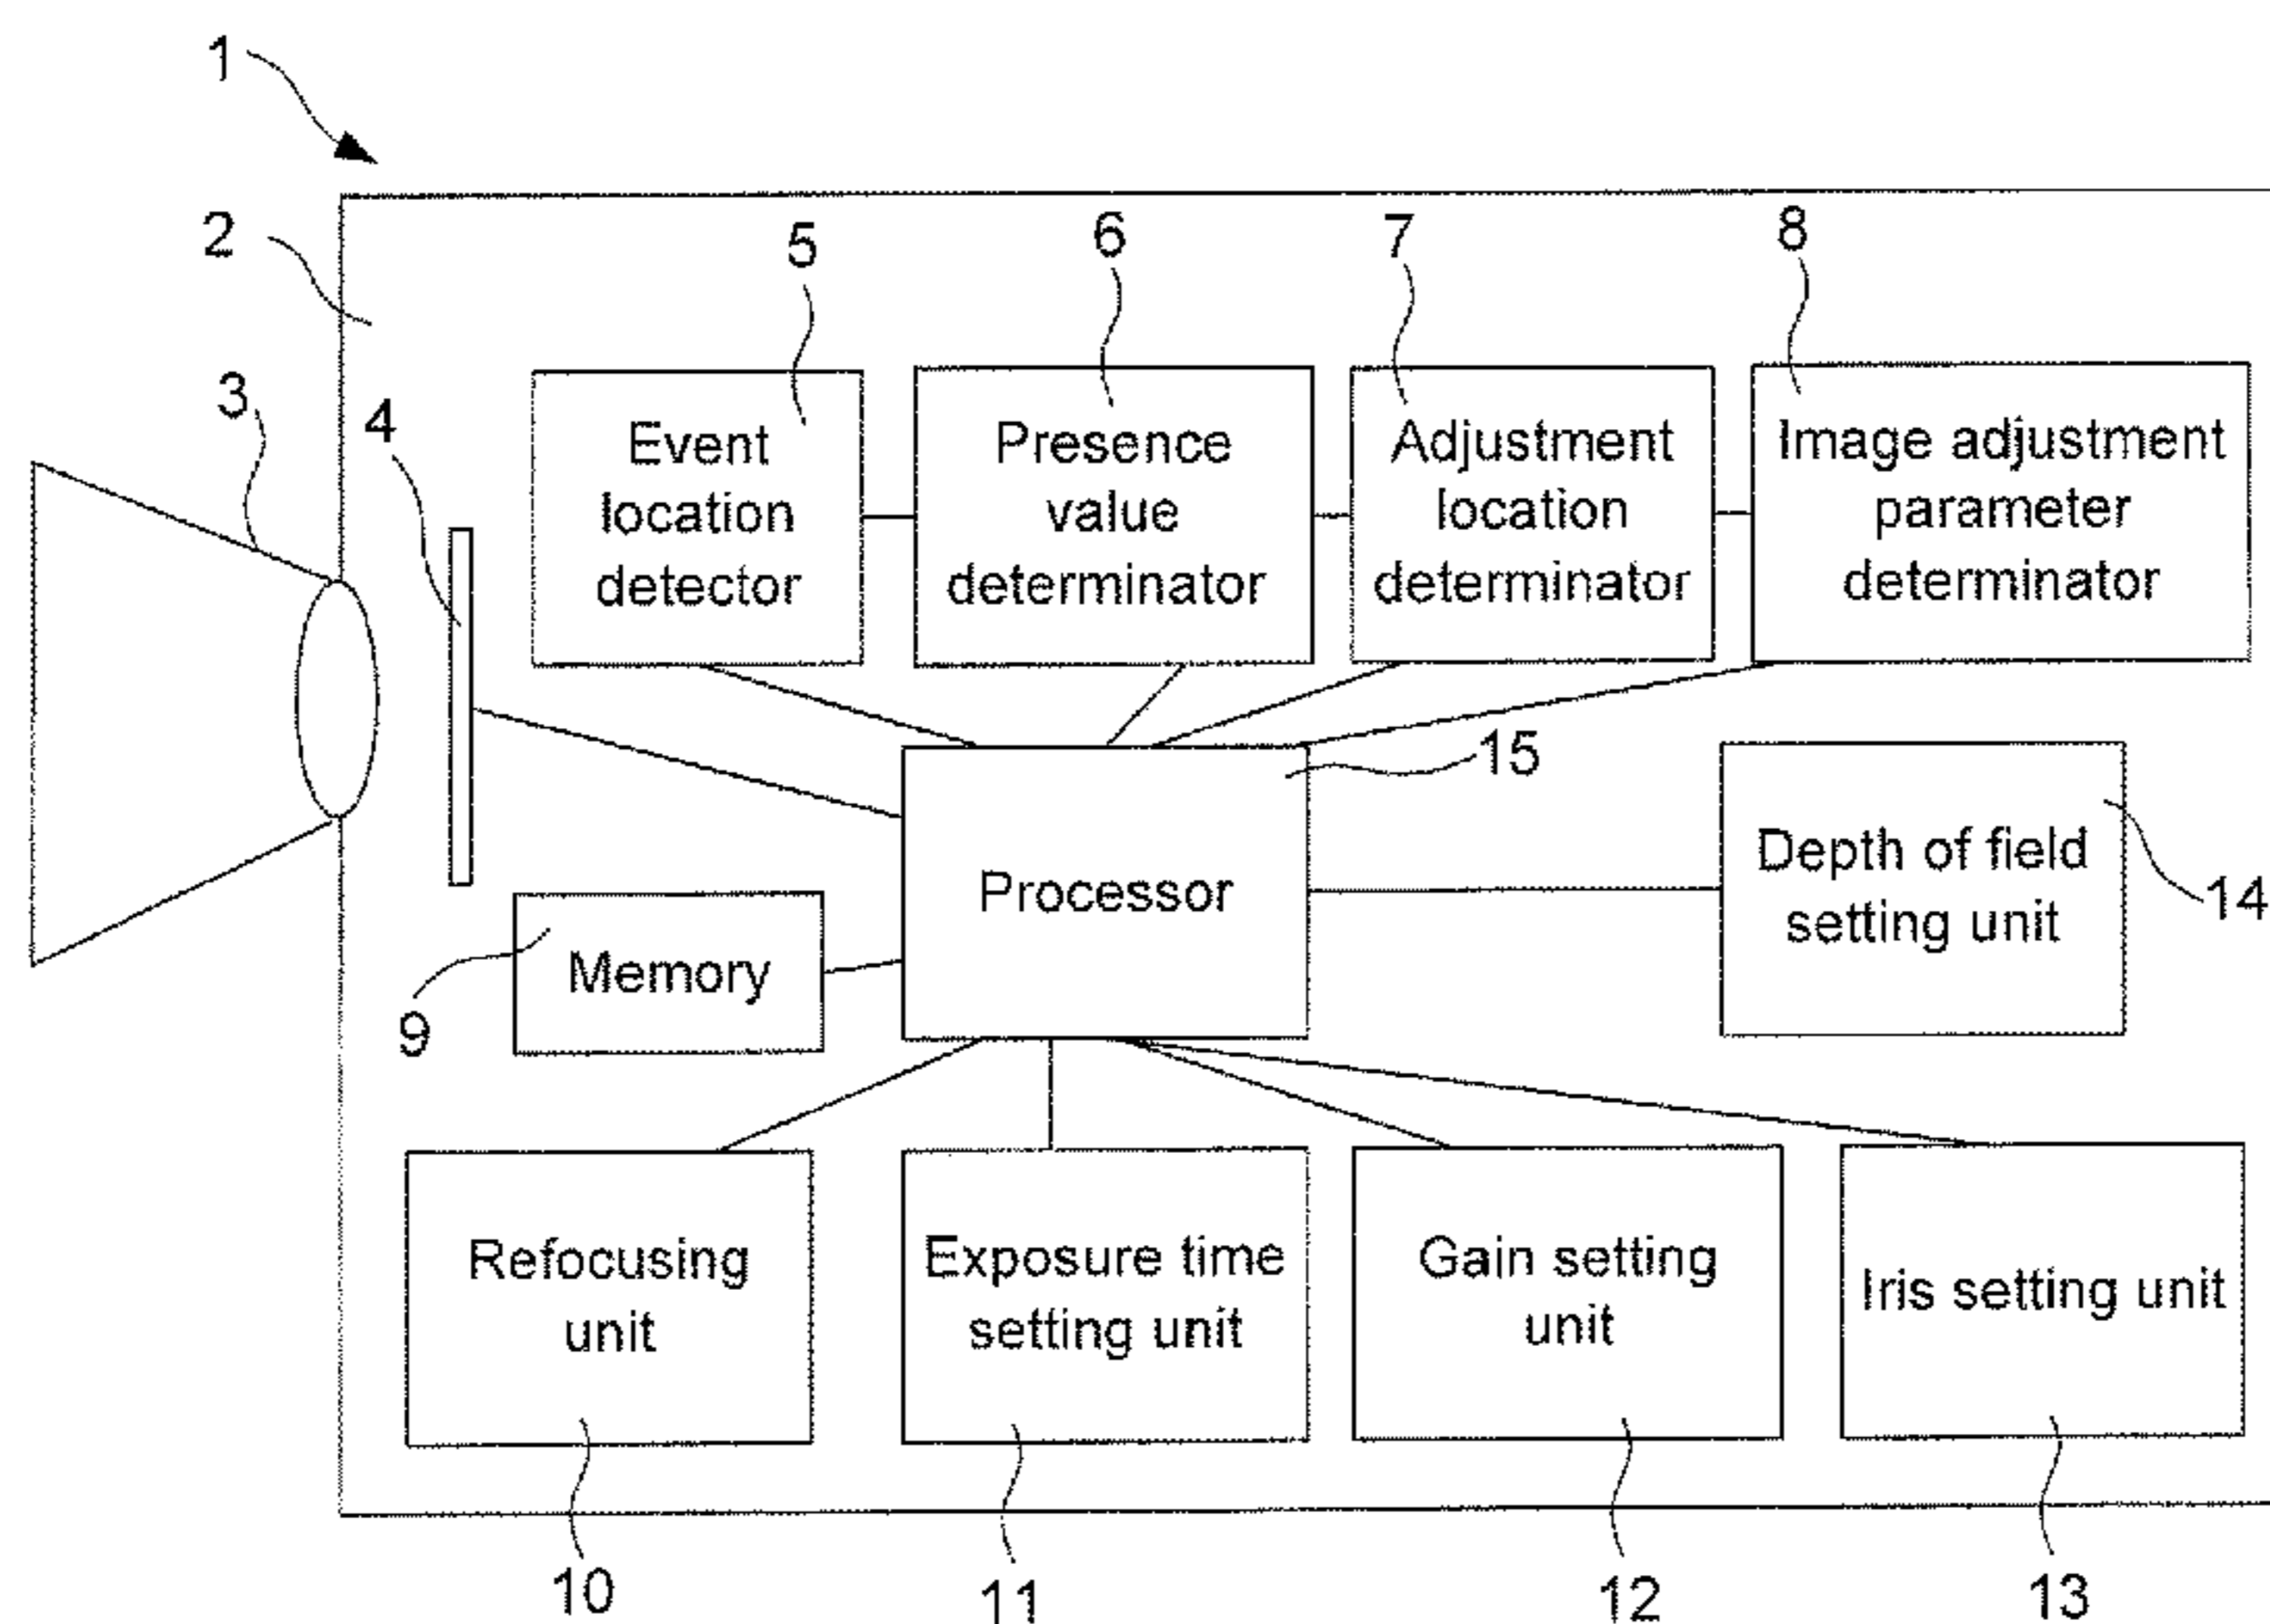 1
2
3
4
5
6
7
8
Event
location
detector
Presence
value
determinator
Adjustment
location
determinator
Image adjustment
parameter
determinator
15
Processor
Depth of field
setting unit
14
Memory
9
Refocusing
unit
Exposure time
setting unit
Gain setting
unit
Iris setting unit
10
11
12
13